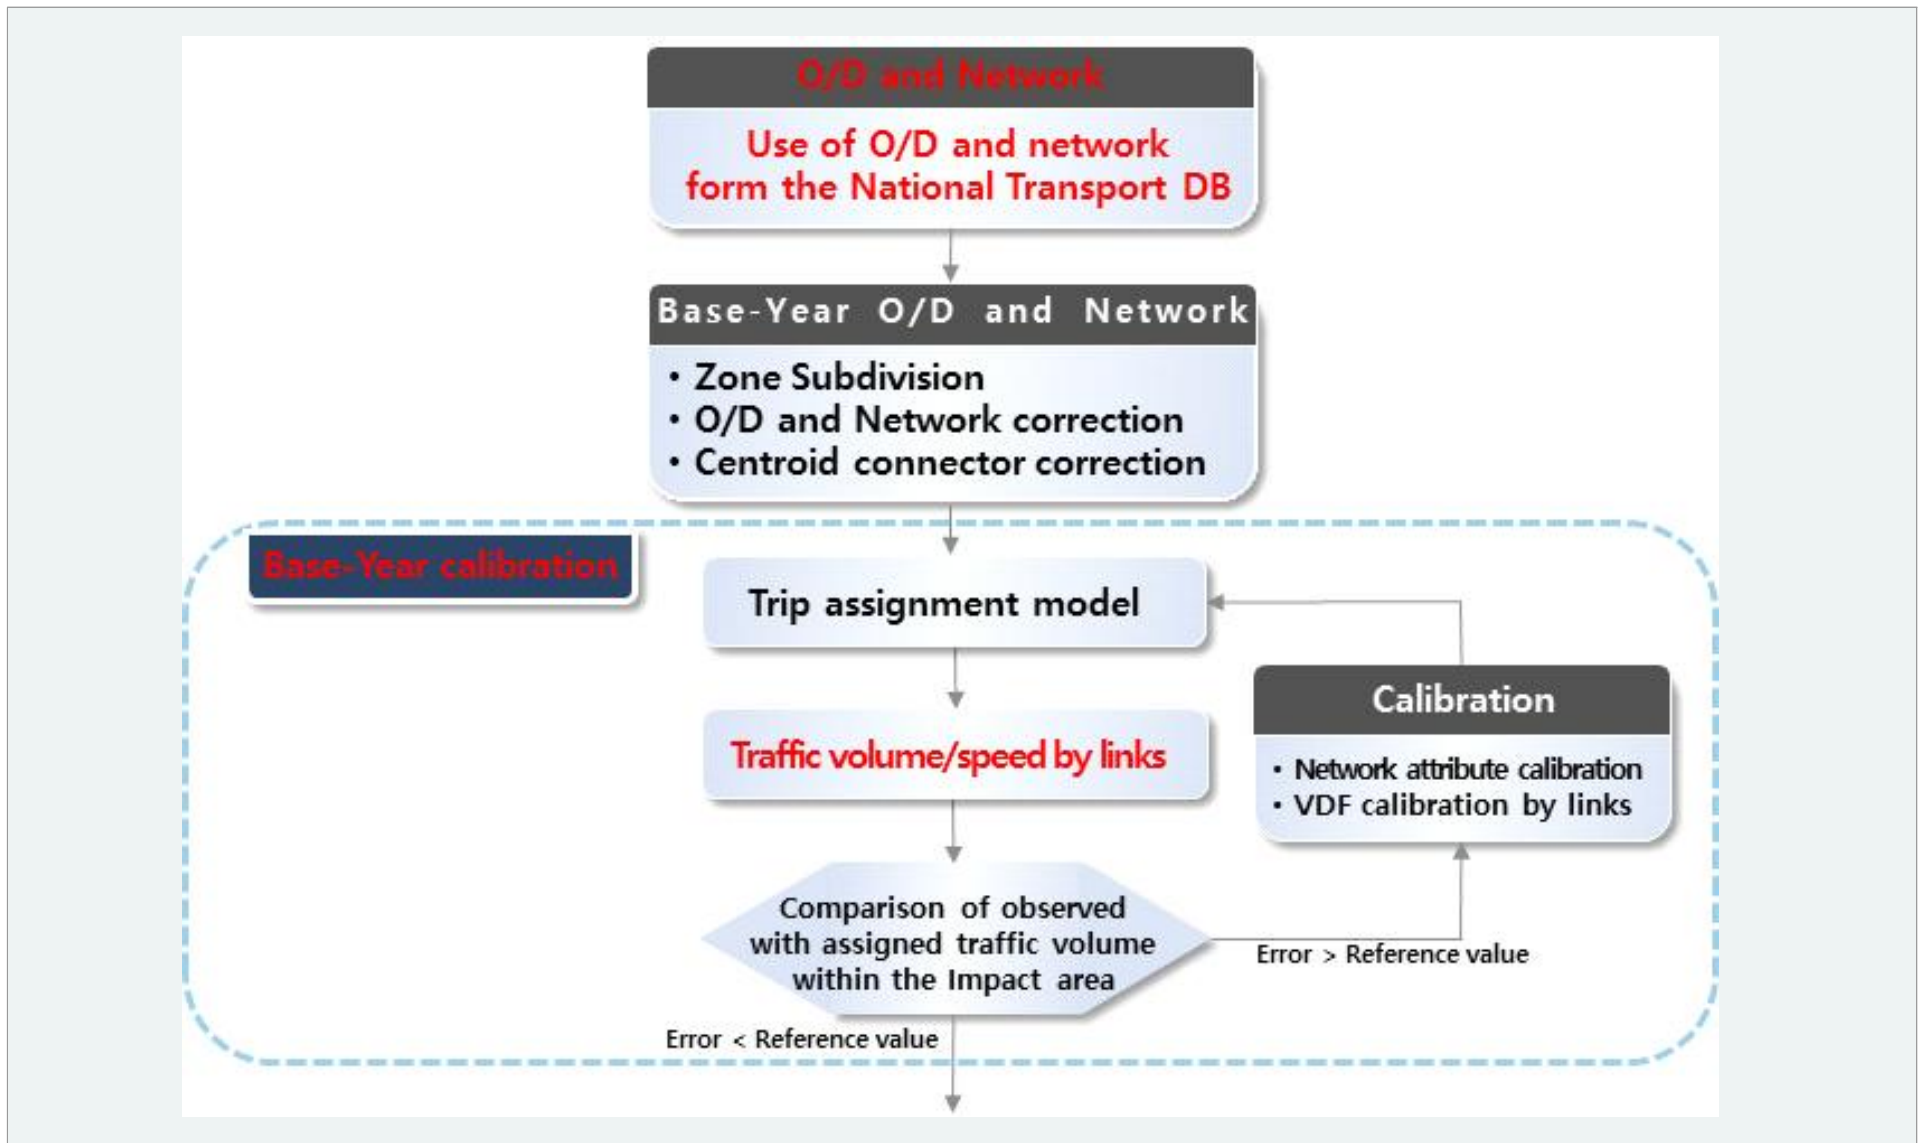 O/D and Network
Use of O/D and network
form the National Transport DB
Base-Year O/D and Network
• Zone Subdivision
• O/D and Network correction
• Centroid connector correction
Base-Year calibration
Trip assignment model
Calibration
• Network attribute calibration
• VDF calibration by links
Traffic volume/speed by links
Comparison of observed
with assigned traffic volume
within the Impact area
Error > Reference value
Error < Reference value